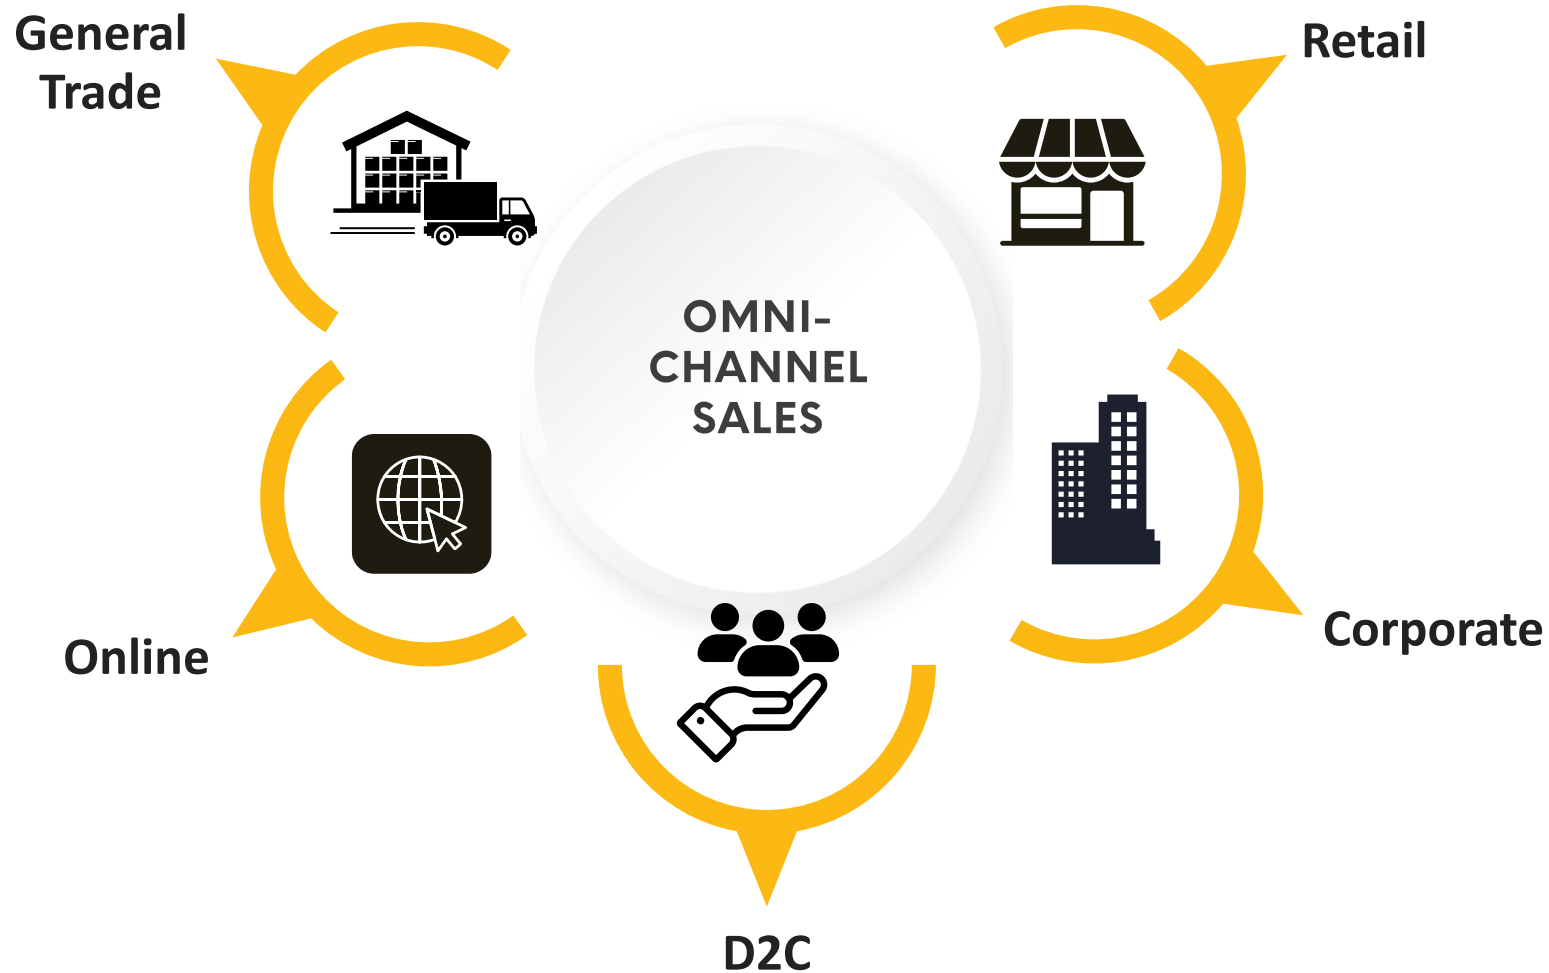 General
Trade
Retail
OMNI-
CHANNEL
SALES
Online
Corporate
D2C